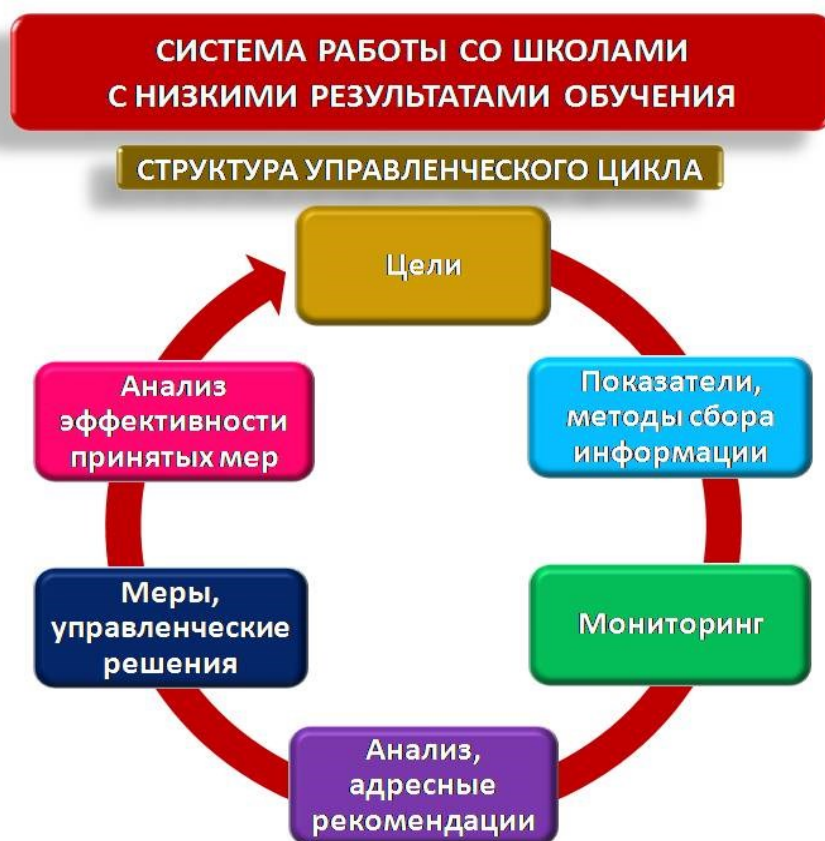 СИСТЕМА РАБОТЫ СО ШКОЛАМИ
С НИЗКИМИ РЕЗУЛЬТАТАМИ ОБУЧЕНИЯ
СТРУКТУРА УПРАВЛЕНЧЕСКОГО ЦИКЛА
Цели
Показатели,
методы сбора
информации
Мониторинг
Анализ,
адресные
рекомендации
Меры,
управленческие
решения
Анализ
эффективности
принятых мер